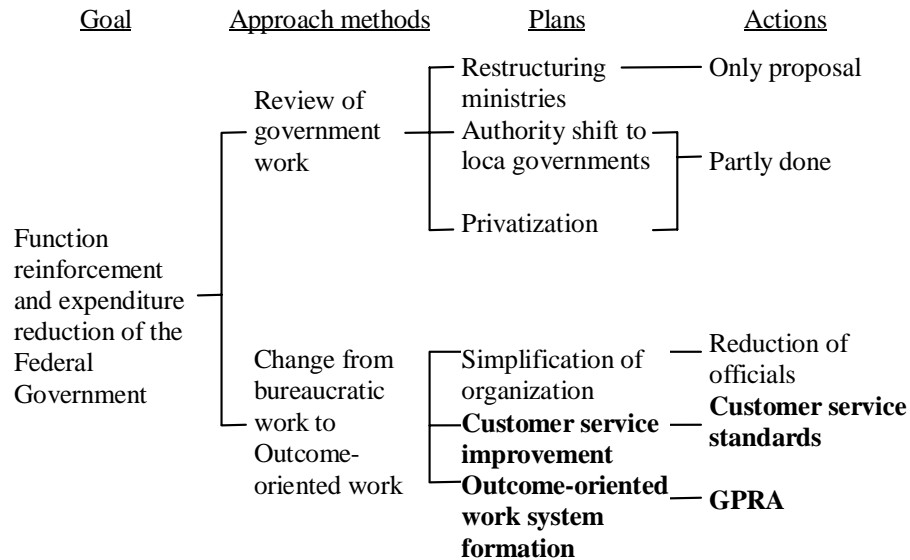 Goal
Approach methods
Plans
Actions
Function
reinforcement
and expenditure
reduction of the
Federal
Government
Review of
government
work
Restructuring
ministries
Only proposal
Authority shift to
loca governments
Privatization
Partly done
Change from
bureaucratic
work to
Outcome-
oriented work
Simplification of
organization
Reduction of
officials
Customer service
improvement
Customer service
standards
Outcome-oriented
work system
formation
GPRA